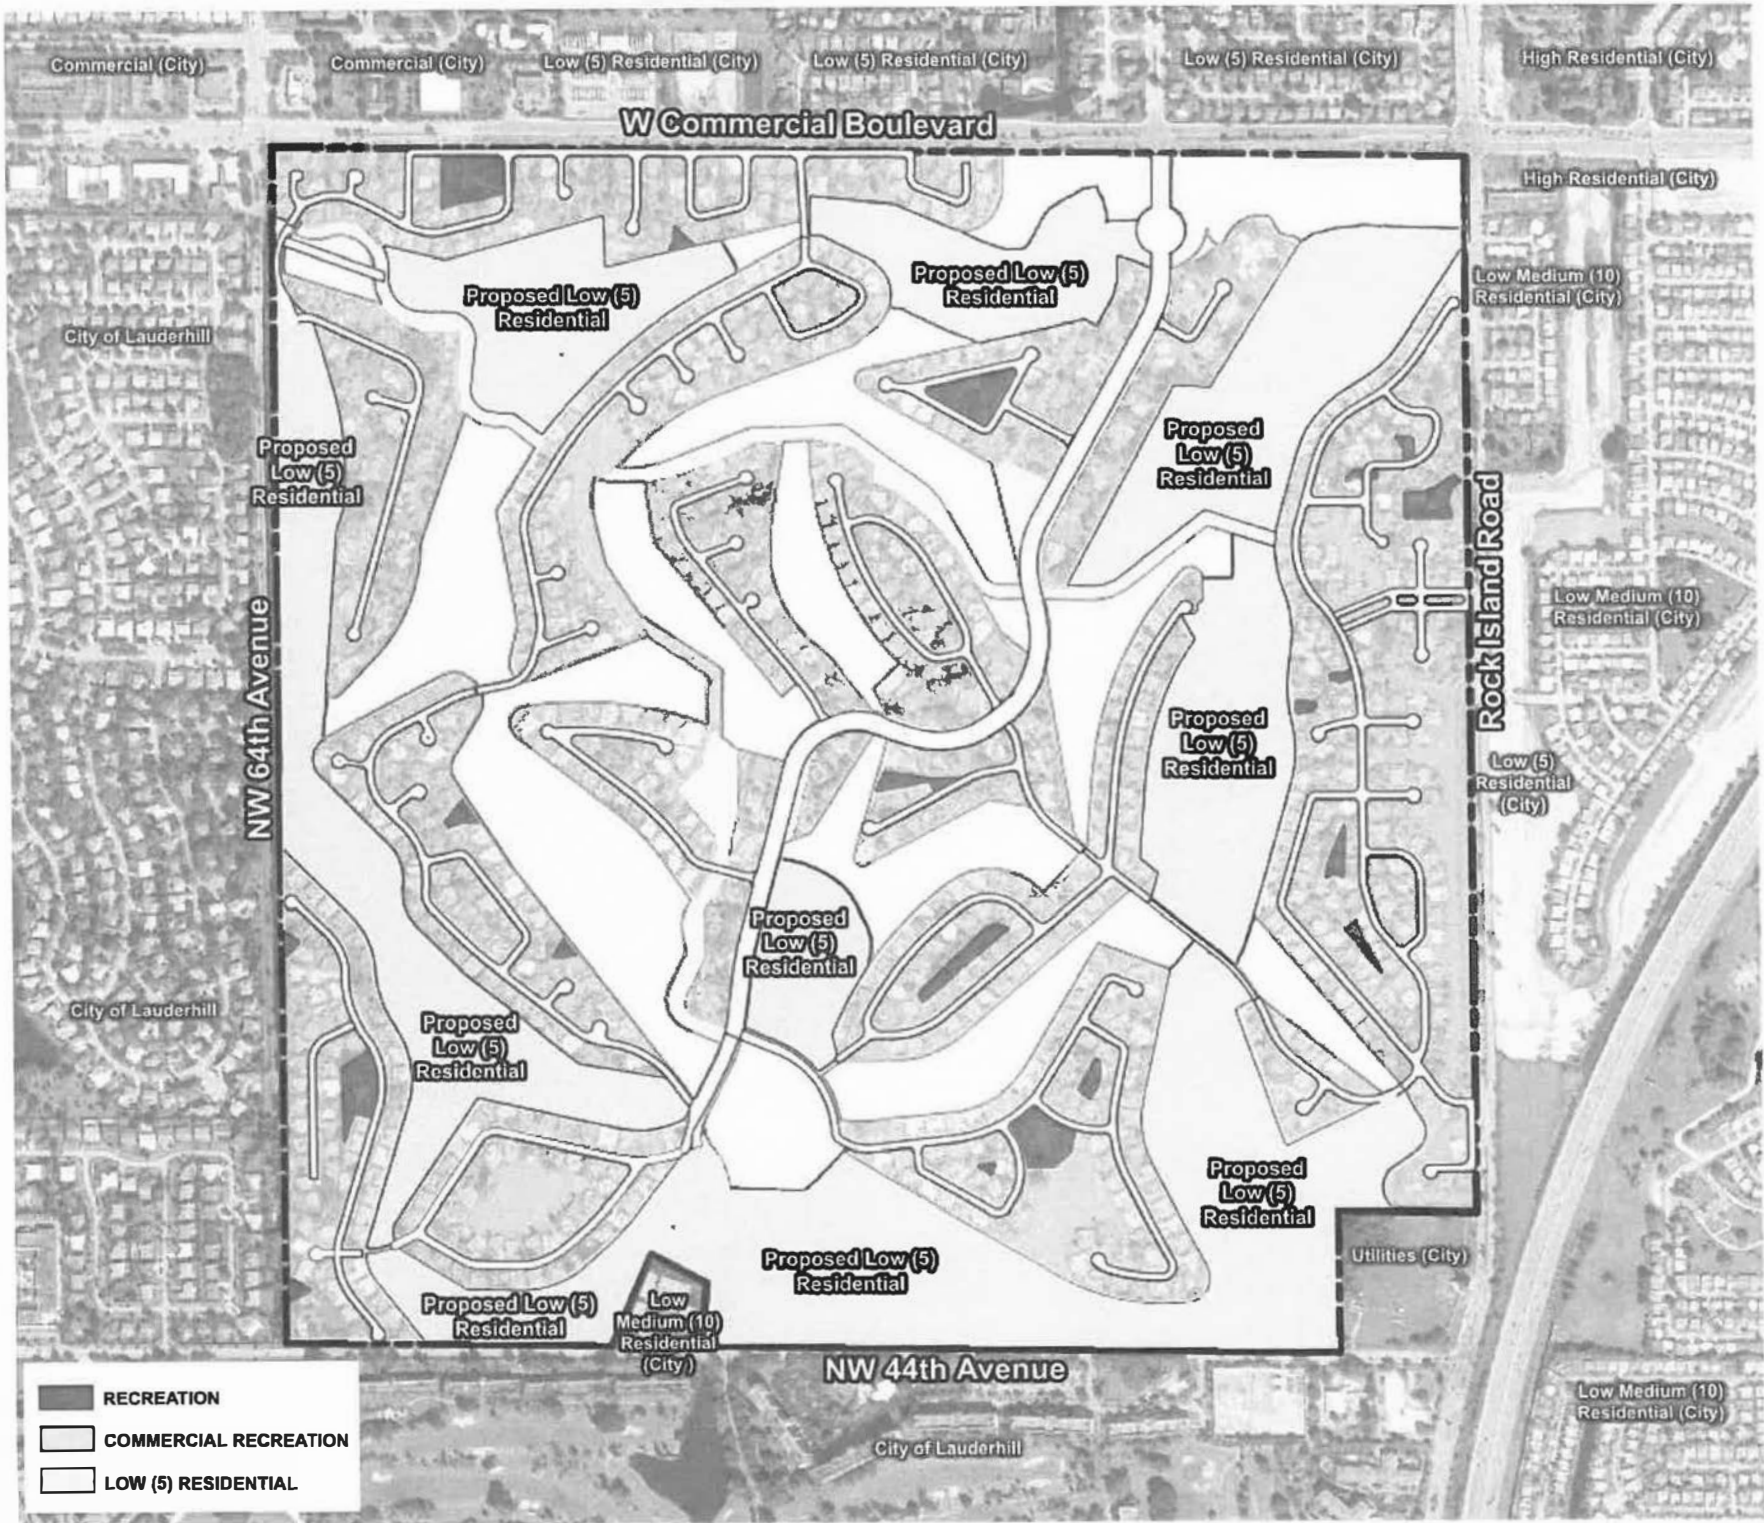 Commercial (City)
Commercial (City)
Low (5) Residential (City)
Low (5) Residential (City)
Low (5) Residential (City)
High Residential (City)
W Commercial Boulevard
High Residential (City)
Proposed Low (5)
Residential
Proposed Low (5)
Residential
Low Medium (10)
Residential (City)
City of Lauderhill
Proposed
Low (5)
Residential
Proposed
Low (5)
Residential
Rock Island Road
Low Medium (10)
Residential (City)
NW 64th Avenue
Proposed
Low (5)
Residential
Low (5)
Residential
(City)
Proposed
Low (5)
Residential
City of Lauderhill
Proposed
Low (5)
Residential
Proposed
Low (5)
Residential
Utilities (City)
Proposed Low (5)
Residential
Proposed Low (5)
Residential
Low
Medium (10)
Residential
(City)
NW 44th Avenue
RECREATION
COMMERCIAL RECREATION
LOW (5) RESIDENTIAL
Low Medium (10)
Residential (City)
City of Lauderhill